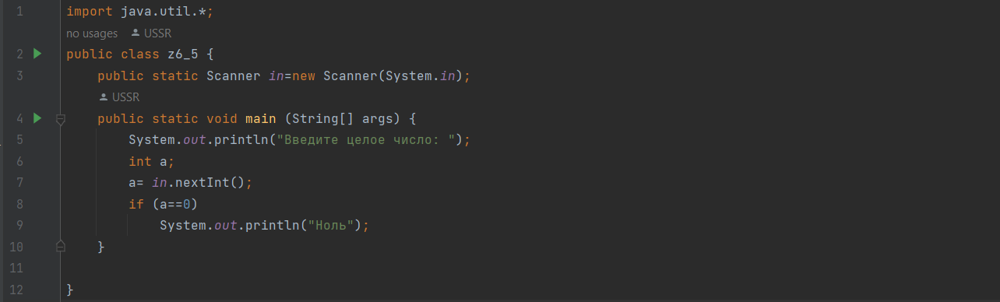 1 import java.util.*;
no usages USSR
2 public class z6_5 {
3 public static Scanner in=new Scanner(System.in);
USSR
4 public static void main (String[] args) {
5 System.out.println("Введите целое число: ");
6 int a;
7 a= in.nextInt();
8 if (a==0)
9 System.out.println("Ноль");
10 }
11
12 }